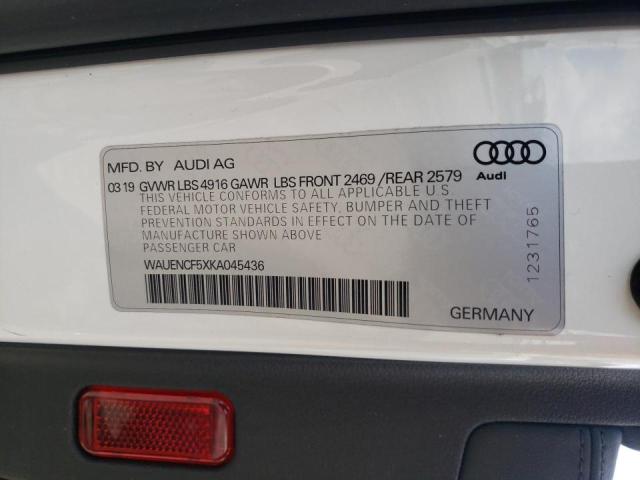 MFD. BY AUDI AG
Audi
03 19 GVWR LBS 4916 GAWR LBS FRONT 2469 /REAR 2579
THIS VEHICLE CONFORMS TO ALL APPLICABLE U.S.
FEDERAL MOTOR VEHICLE SAFETY, BUMPER AND THEFT
PREVENTION STANDARDS IN EFFECT ON THE DATE OF
MANUFACTURE SHOWN ABOVE
PASSENGER CAR
WAUENCF5XKA045436
1231765
GERMANY